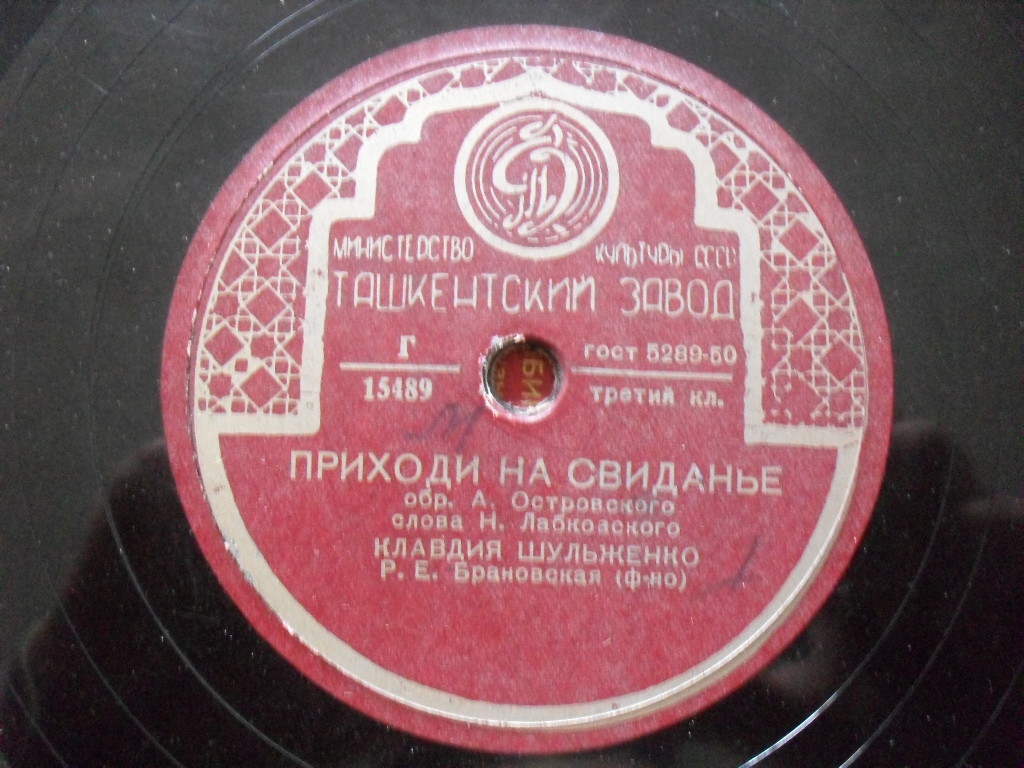 МИНИСТЕРСТВО КУЛЬТУРЫ СССР
ТАШКЕНТСКИЙ ЗАВОД
Г ГОСТ 5289-50
15489 третий кл.
ПРИХОДИ НА СВИДАНЬЕ
обр. А. Островского
слова Н. Лабковского
КЛАВДИЯ ШУЛЬЖЕНКО
Р. Е. Брановская (ф-но)